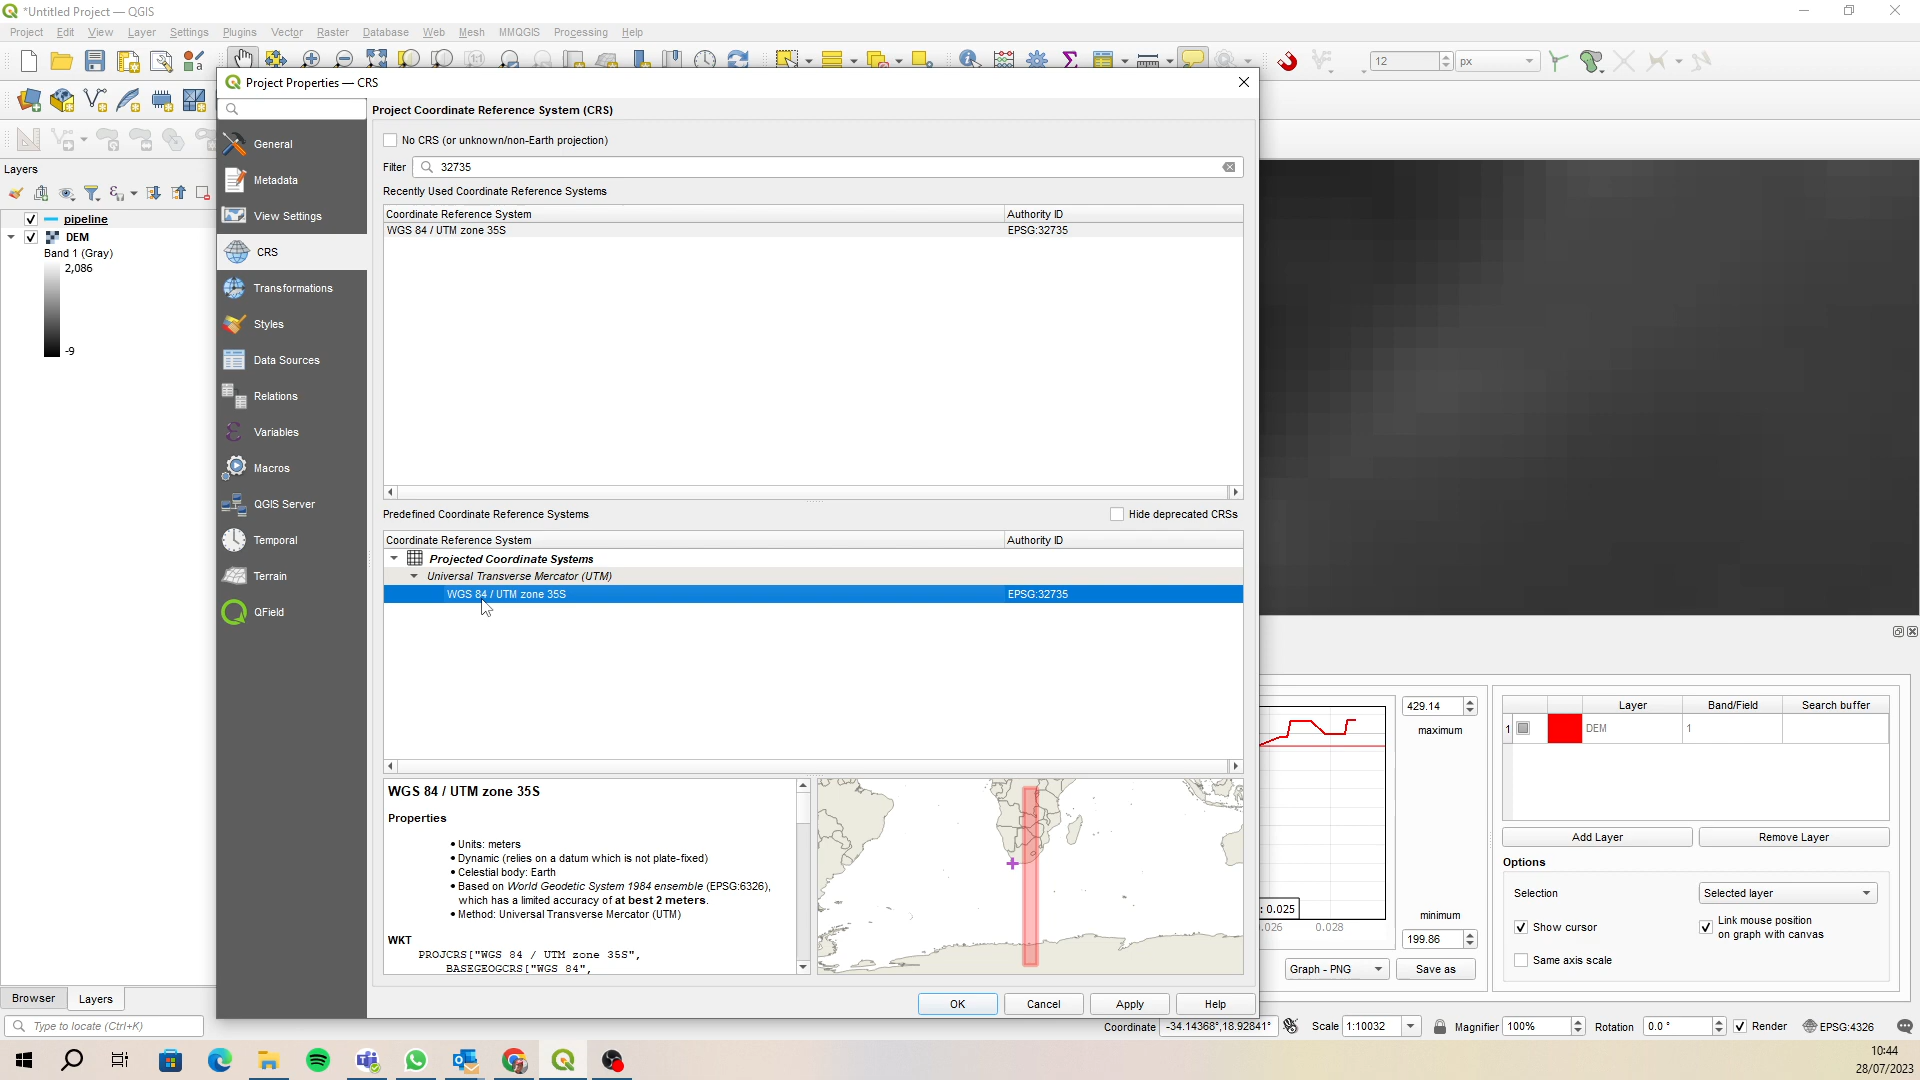 *Untitled Project — QGIS
Project Edit View Layer Settings Plugins Vector Raster Database Web Mesh MMQGIS Processing Help
12 px
Project Properties — CRS
Project Coordinate Reference System (CRS)
General
Metadata
View Settings
CRS
Transformations
Styles
Data Sources
Relations
Variables
Macros
QGIS Server
Temporal
Terrain
QField
No CRS (or unknown/non-Earth projection)
Filter 32735
Recently Used Coordinate Reference Systems
Coordinate Reference System Authority ID
WGS 84 / UTM zone 35S EPSG:32735
Predefined Coordinate Reference Systems Hide deprecated CRSs
Coordinate Reference System Authority ID
Projected Coordinate Systems
Universal Transverse Mercator (UTM)
WGS 84 / UTM zone 35S EPSG:32735
WGS 84 / UTM zone 35S
Properties
• Units: meters
• Dynamic (relies on a datum which is not plate-fixed)
• Celestial body: Earth
• Based on World Geodetic System 1984 ensemble (EPSG:6326),
which has a limited accuracy of at best 2 meters.
• Method: Universal Transverse Mercator (UTM)
WKT
PROJCRS["WGS 84 / UTM zone 35S",
BASEGEOGCRS["WGS 84",
OK Cancel Apply Help
Layers
pipeline
DEM
Band 1 (Gray)
2,086
-9
Browser Layers
Type to locate (Ctrl+K)
: 0.025
.026 0.028
429.14
maximum
minimum
199.86
Graph - PNG Save as
Layer Band/Field Search buffer
1 DEM 1
Add Layer Remove Layer
Options
Selection Selected layer
Show cursor
Link mouse position
on graph with canvas
Same axis scale
Coordinate -34.14368°,18.92841° Scale 1:10032 Magnifier 100% Rotation 0.0 ° Render EPSG:4326
10:44
28/07/2023